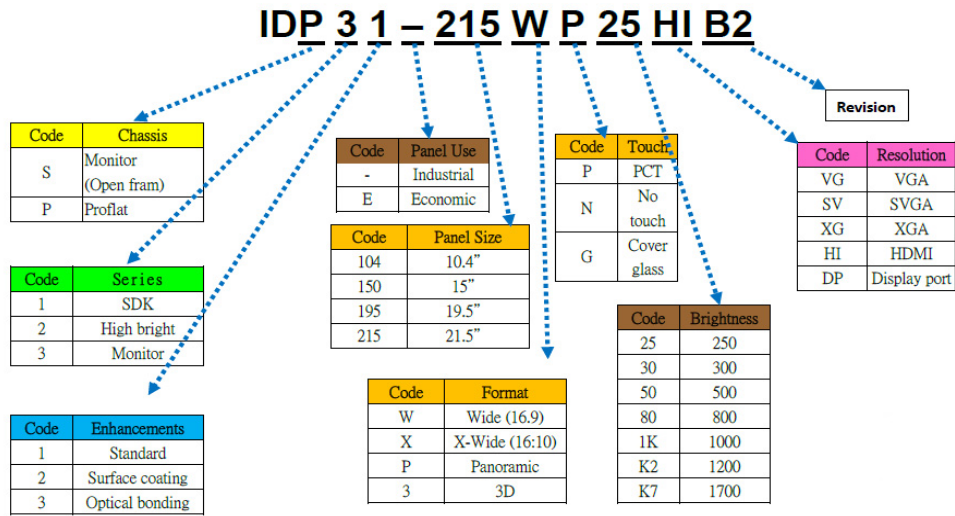 IDP 3 1 – 215 W P 25 HI B2
Revision
Code Chassis
S Monitor
(Open fram)
P Proflat
Code Series
1 SDK
2 High bright
3 Monitor
Code Enhancements
1 Standard
2 Surface coating
3 Optical bonding
Code Panel Use
- Industrial
E Economic
Code Panel Size
104 10.4”
150 15”
195 19.5”
215 21.5”
Code Format
W Wide (16.9)
X X-Wide (16:10)
P Panoramic
3 3D
Code Touch
P PCT
N No
touch
G Cover
glass
Code Brightness
25 250
30 300
50 500
80 800
1K 1000
K2 1200
K7 1700
Code Resolution
VG VGA
SV SVGA
XG XGA
HI HDMI
DP Display port